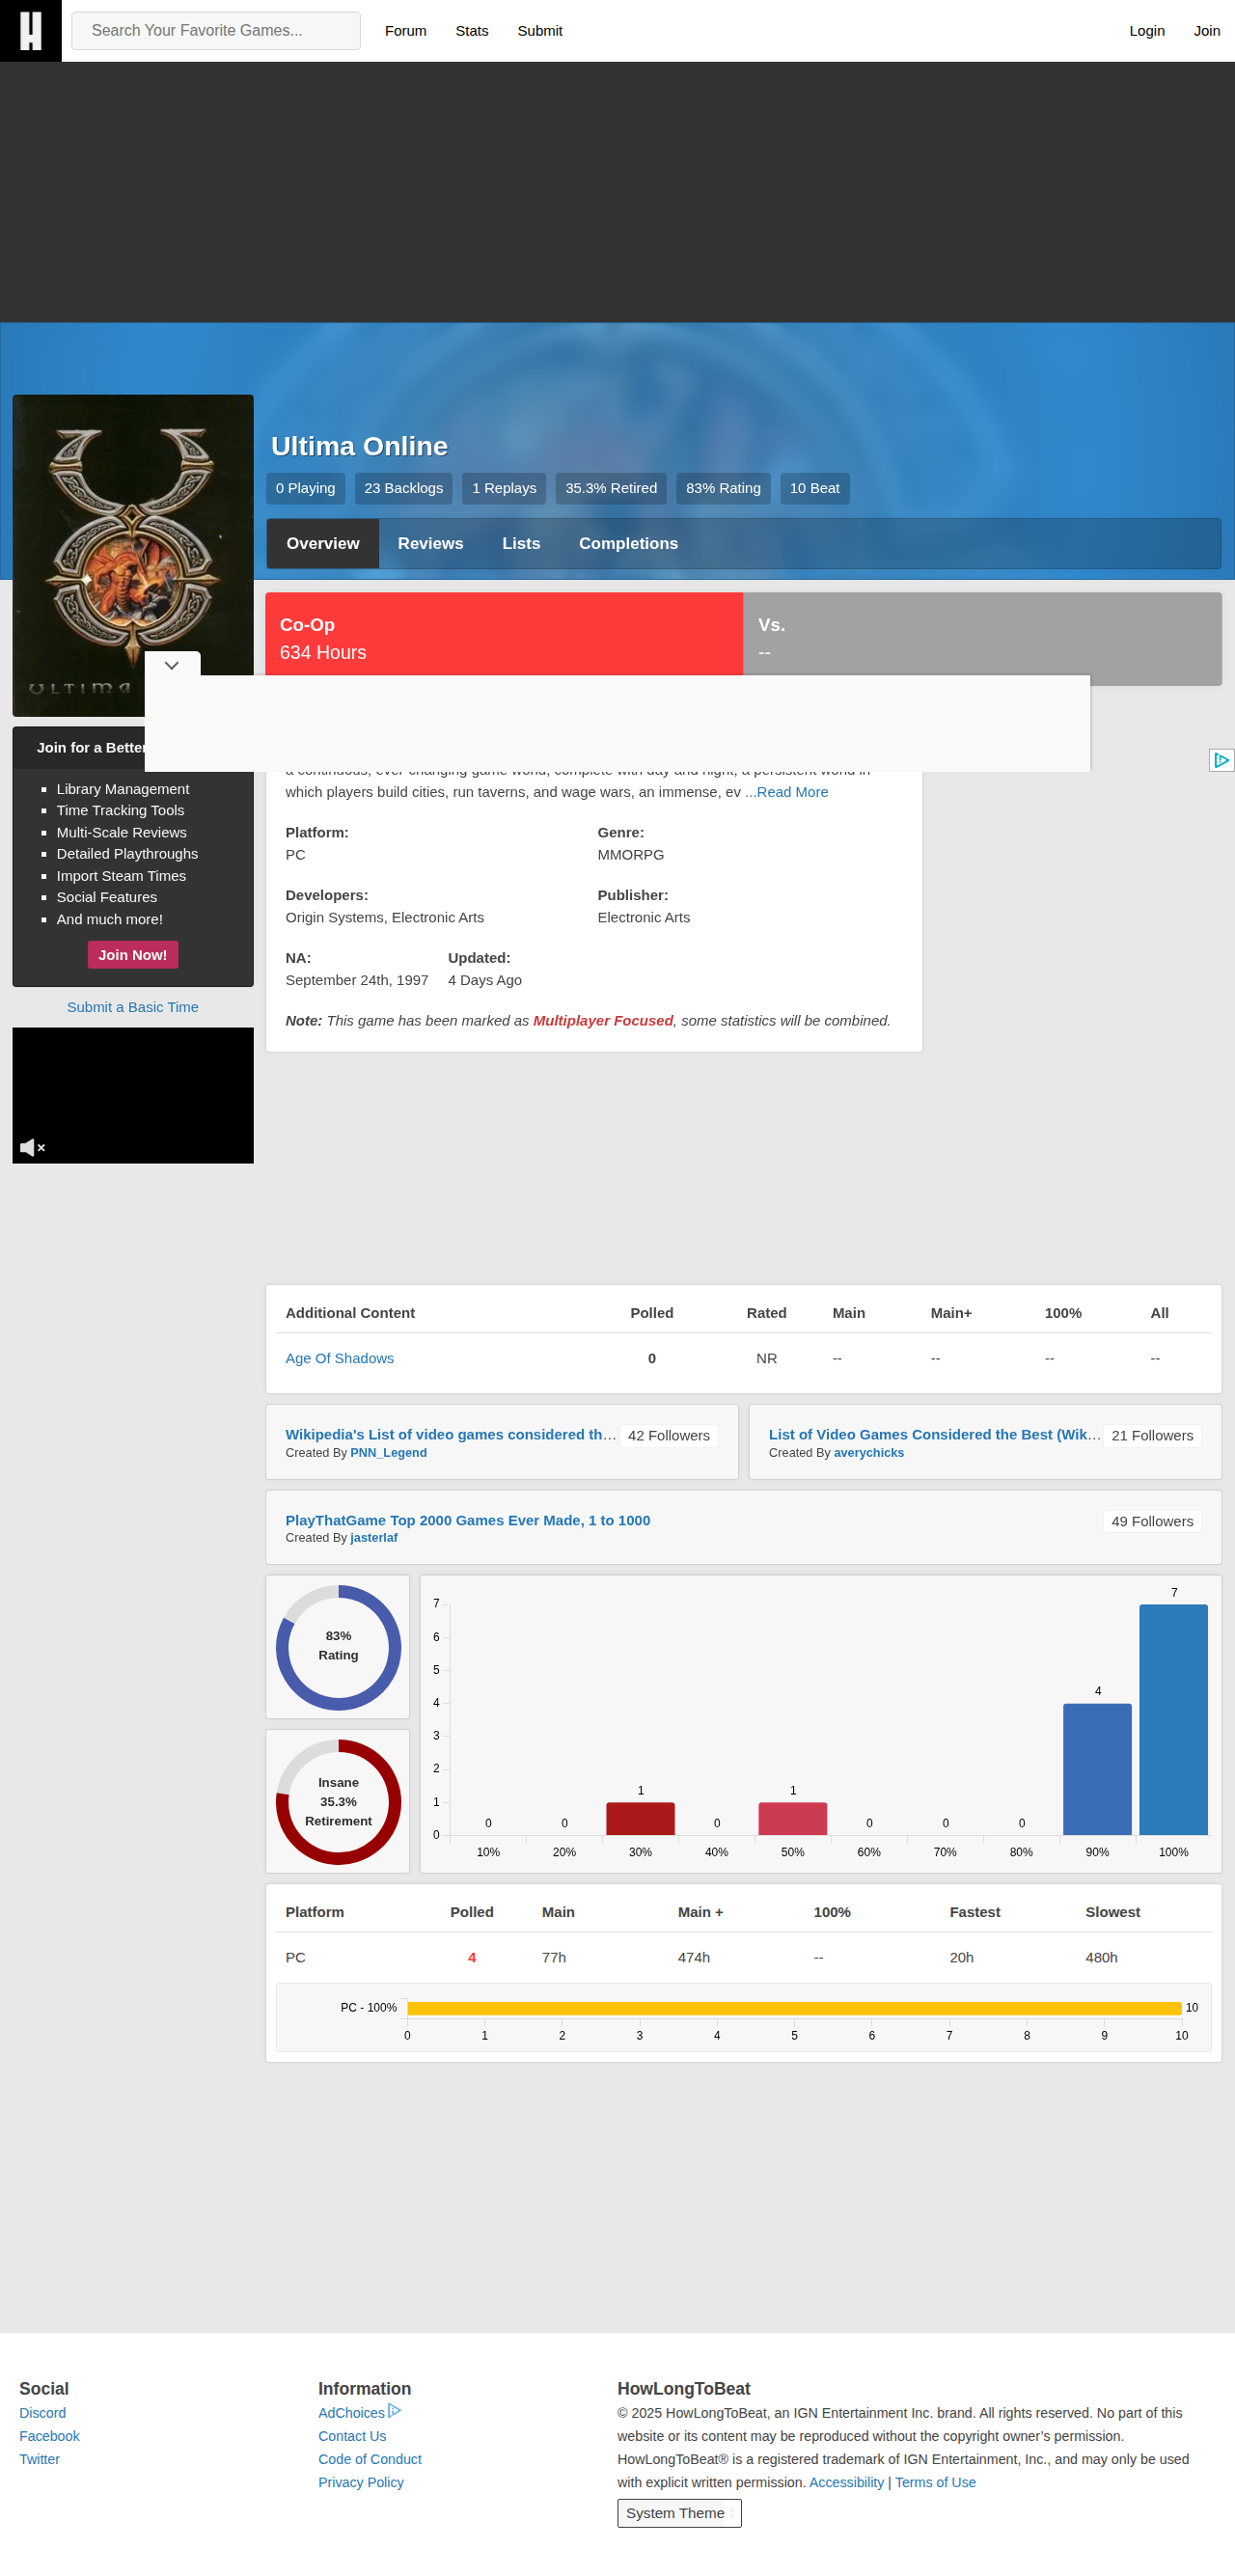 Search Your Favorite Games...
Forum
Stats
Submit
Login
Join
Ultima Online
0 Playing
23 Backlogs
1 Replays
35.3% Retired
83% Rating
10 Beat
Overview
Reviews
Lists
Completions
ULTIMA
Co-Op
634 Hours
Vs.
--
Join for a Better
Library Management
Time Tracking Tools
Multi-Scale Reviews
Detailed Playthroughs
Import Steam Times
Social Features
And much more!
Join Now!
Submit a Basic Time
a continuous, ever changing game world, complete with day and night, a persistent world in
which players build cities, run taverns, and wage wars, an immense, ev ...Read More
Platform:
PC
Genre:
MMORPG
Developers:
Origin Systems, Electronic Arts
Publisher:
Electronic Arts
NA:
September 24th, 1997
Updated:
4 Days Ago
Note: This game has been marked as Multiplayer Focused, some statistics will be combined.
Additional Content Polled Rated Main Main+ 100% All
Age Of Shadows 0 NR -- -- -- --
Wikipedia's List of video games considered th... 42 Followers
Created By PNN_Legend
List of Video Games Considered the Best (Wik... 21 Followers
Created By averychicks
PlayThatGame Top 2000 Games Ever Made, 1 to 1000 49 Followers
Created By jasterlaf
83%
Rating
Insane
35.3%
Retirement
7
6
5
4
3
2
1
0
0 0 1 0 1 0 0 0 4 7
10% 20% 30% 40% 50% 60% 70% 80% 90% 100%
Platform Polled Main Main + 100% Fastest Slowest
PC 4 77h 474h -- 20h 480h
PC - 100% 10
0 1 2 3 4 5 6 7 8 9 10
Social
Discord
Facebook
Twitter
Information
AdChoices
Contact Us
Code of Conduct
Privacy Policy
HowLongToBeat
© 2025 HowLongToBeat, an IGN Entertainment Inc. brand. All rights reserved. No part of this
website or its content may be reproduced without the copyright owner’s permission.
HowLongToBeat® is a registered trademark of IGN Entertainment, Inc., and may only be used
with explicit written permission. Accessibility | Terms of Use
System Theme